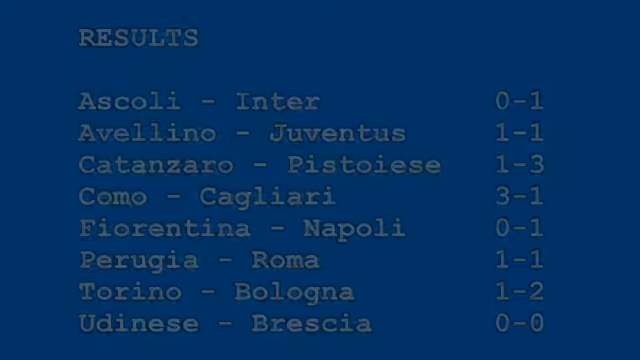 RESULTS
Ascoli - Inter 0-1
Avellino - Juventus 1-1
Catanzaro - Pistoiese 1-3
Como - Cagliari 3-1
Fiorentina - Napoli 0-1
Perugia - Roma 1-1
Torino - Bologna 1-2
Udinese - Brescia 0-0